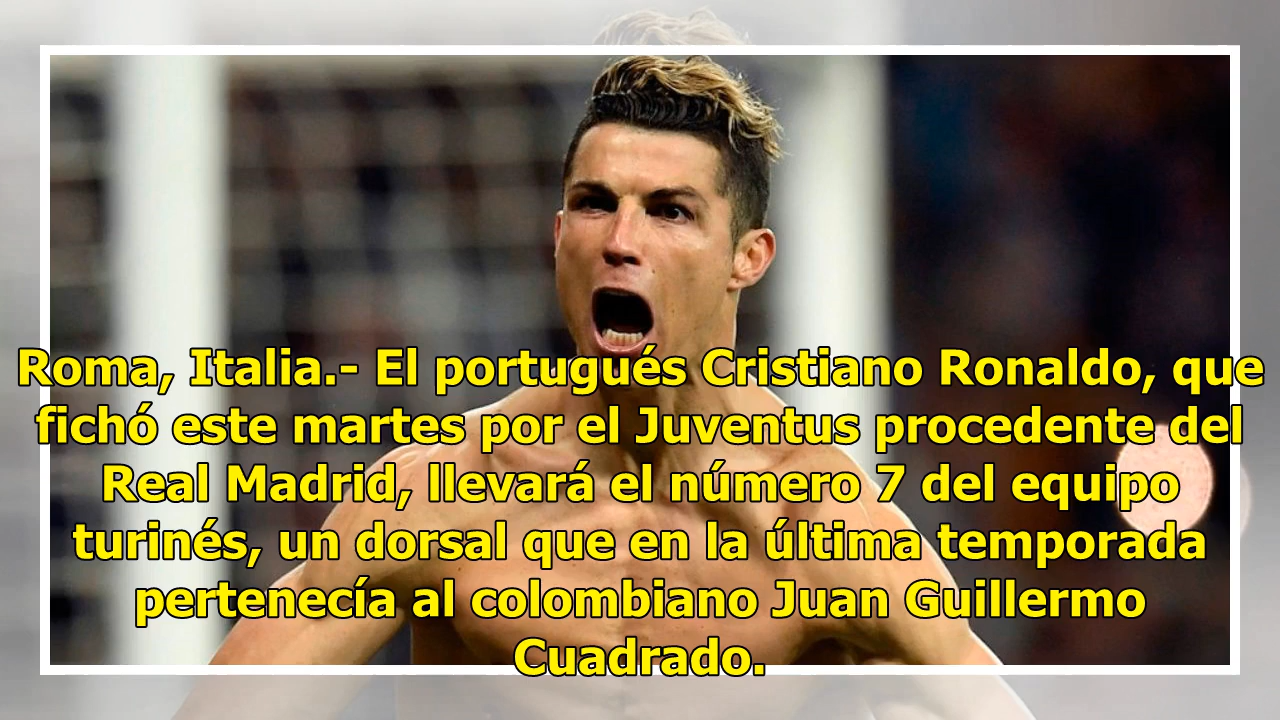 Roma, Italia.- El portugués Cristiano Ronaldo, que
fichó este martes por el Juventus procedente del
Real Madrid, llevará el número 7 del equipo
turinés, un dorsal que en la última temporada
pertenecía al colombiano Juan Guillermo
Cuadrado.